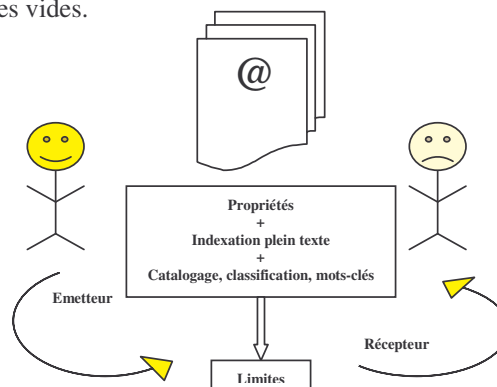 es vides.
@
Propriétés
+
Indexation plein texte
+
Catalogage, classification, mots-clés
Emetteur
Récepteur
Limites